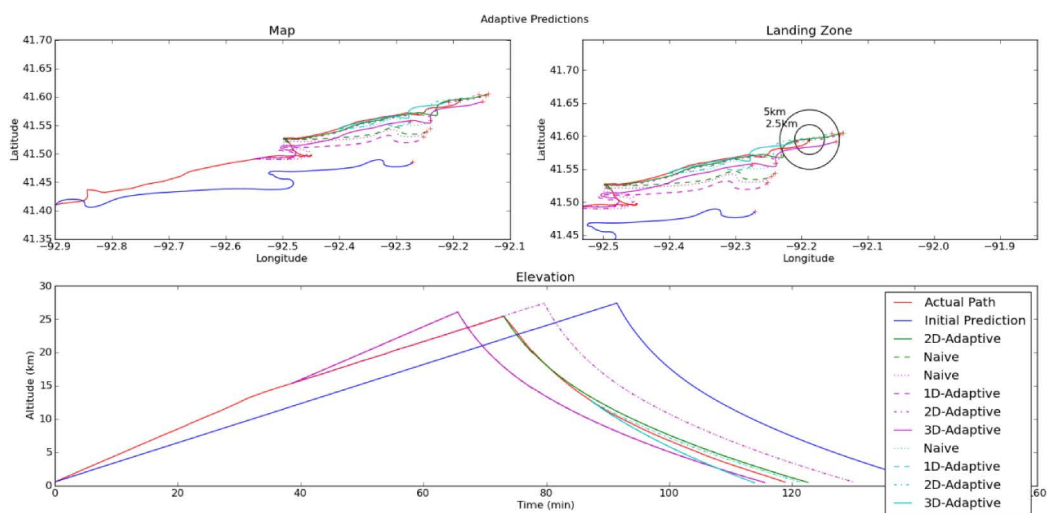 Adaptive Predictions
Map
Landing Zone
41.70
41.65
41.60
41.55
41.50
41.45
41.40
41.35
Latitude
−92.9
−92.8
−92.7
−92.6
−92.5
−92.4
−92.3
−92.2
−92.1
Longitude
41.70
41.65
41.60
41.55
41.50
41.45
Latitude
5km
2.5km
−92.5
−92.4
−92.3
−92.2
−92.1
−92.0
−91.9
Longitude
Elevation
30
25
20
15
10
5
0
Altitude (km)
0
20
40
60
80
100
120
160
Time (min)
Actual Path
Initial Prediction
2D-Adaptive
Naive
Naive
1D-Adaptive
2D-Adaptive
3D-Adaptive
Naive
1D-Adaptive
2D-Adaptive
3D-Adaptive